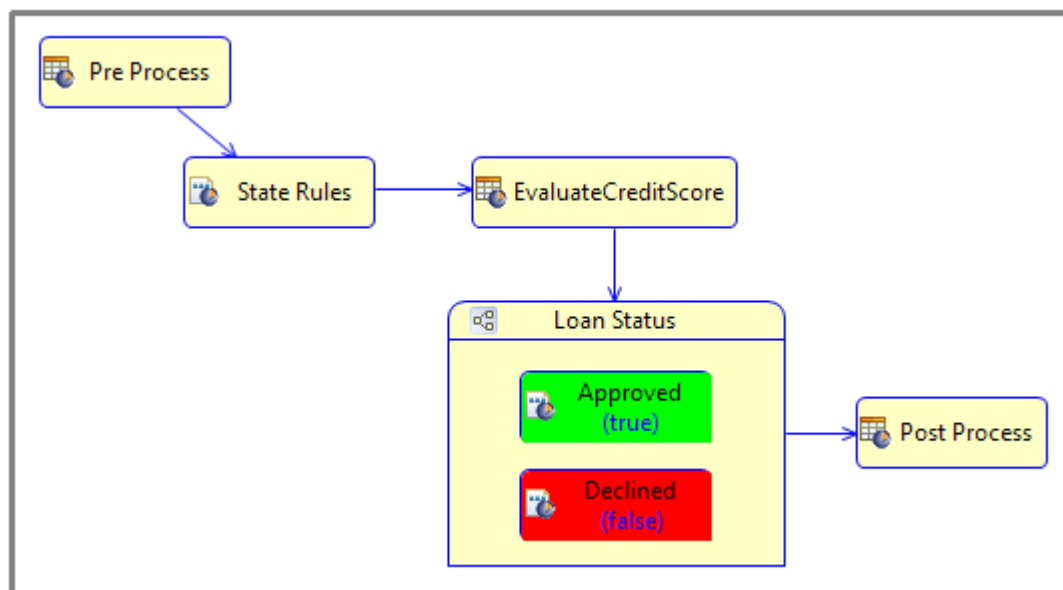 Pre Process
State Rules
EvaluateCreditScore
Loan Status
Approved
(true)
Declined
(false)
Post Process